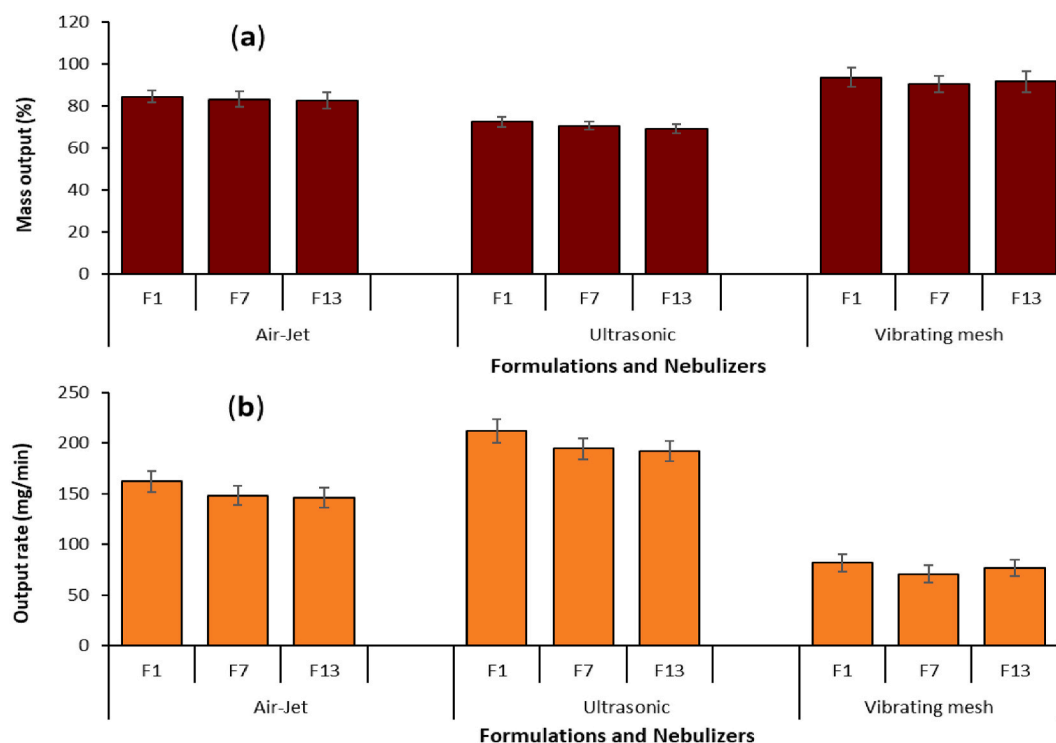 (a)
Mass output (%)
120
100
80
60
40
20
0
F1 F7 F13 F1 F7 F13 F1 F7 F13
Air-Jet Ultrasonic Vibrating mesh
Formulations and Nebulizers
(b)
Output rate (mg/min)
250
200
150
100
50
0
F1 F7 F13 F1 F7 F13 F1 F7 F13
Air-Jet Ultrasonic Vibrating mesh
Formulations and Nebulizers